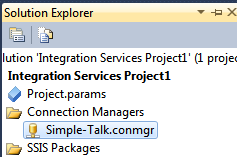 Solution Explorer
lution 'Integration Services Project1' (1 projec
Integration Services Project1
Project.params
Connection Managers
Simple-Talk.conmgr
SSIS Packages